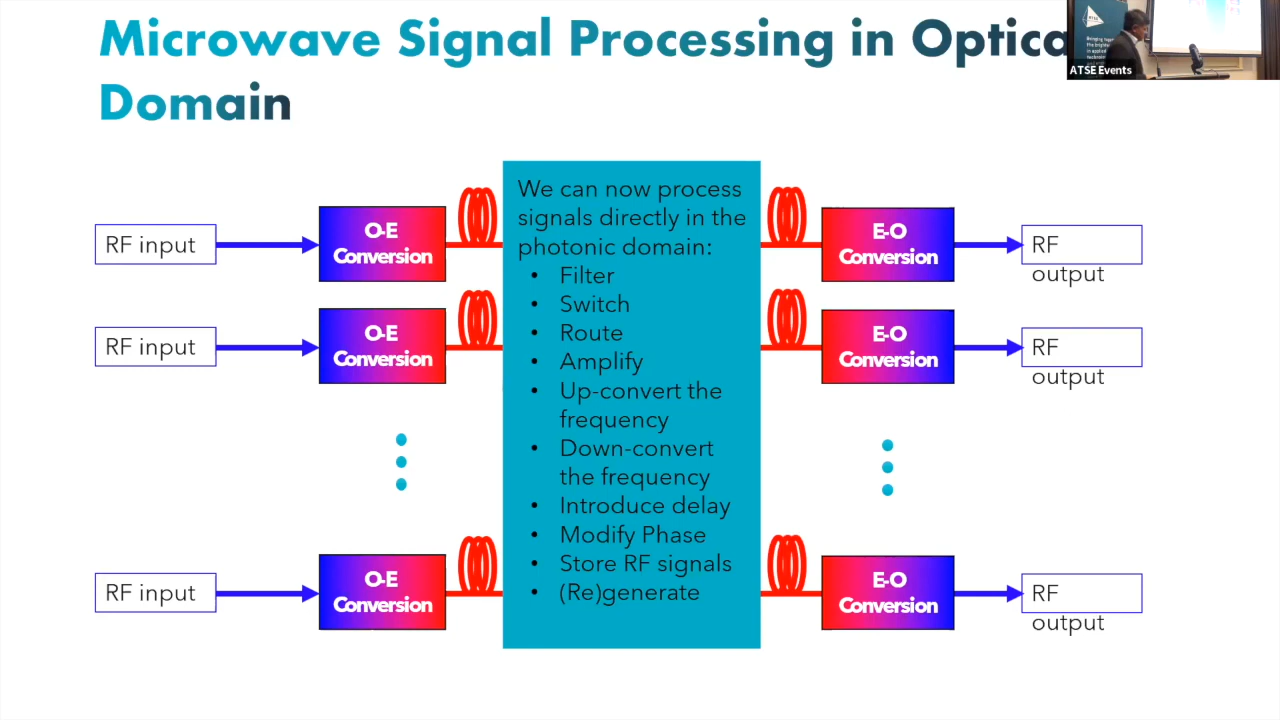 Microwave Signal Processing in Optica
Domain
ATSE Events
We can now process
signals directly in the
photonic domain:
• Filter
• Switch
• Route
• Amplify
• Up-convert the
frequency
• Down-convert
the frequency
• Introduce delay
• Modify Phase
• Store RF signals
• (Re)generate
RF input
O-E
Conversion
E-O
Conversion
RF
output
RF input
O-E
Conversion
E-O
Conversion
RF
output
RF input
O-E
Conversion
E-O
Conversion
RF
output